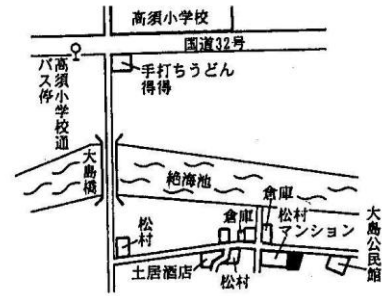 高須小学校
国道32号
高須小学校通
バス停
手打ちうどん
得得
大島橋
絶海池
倉庫
倉庫
松村
マンション
大島公民館
松村
土居酒店
松村